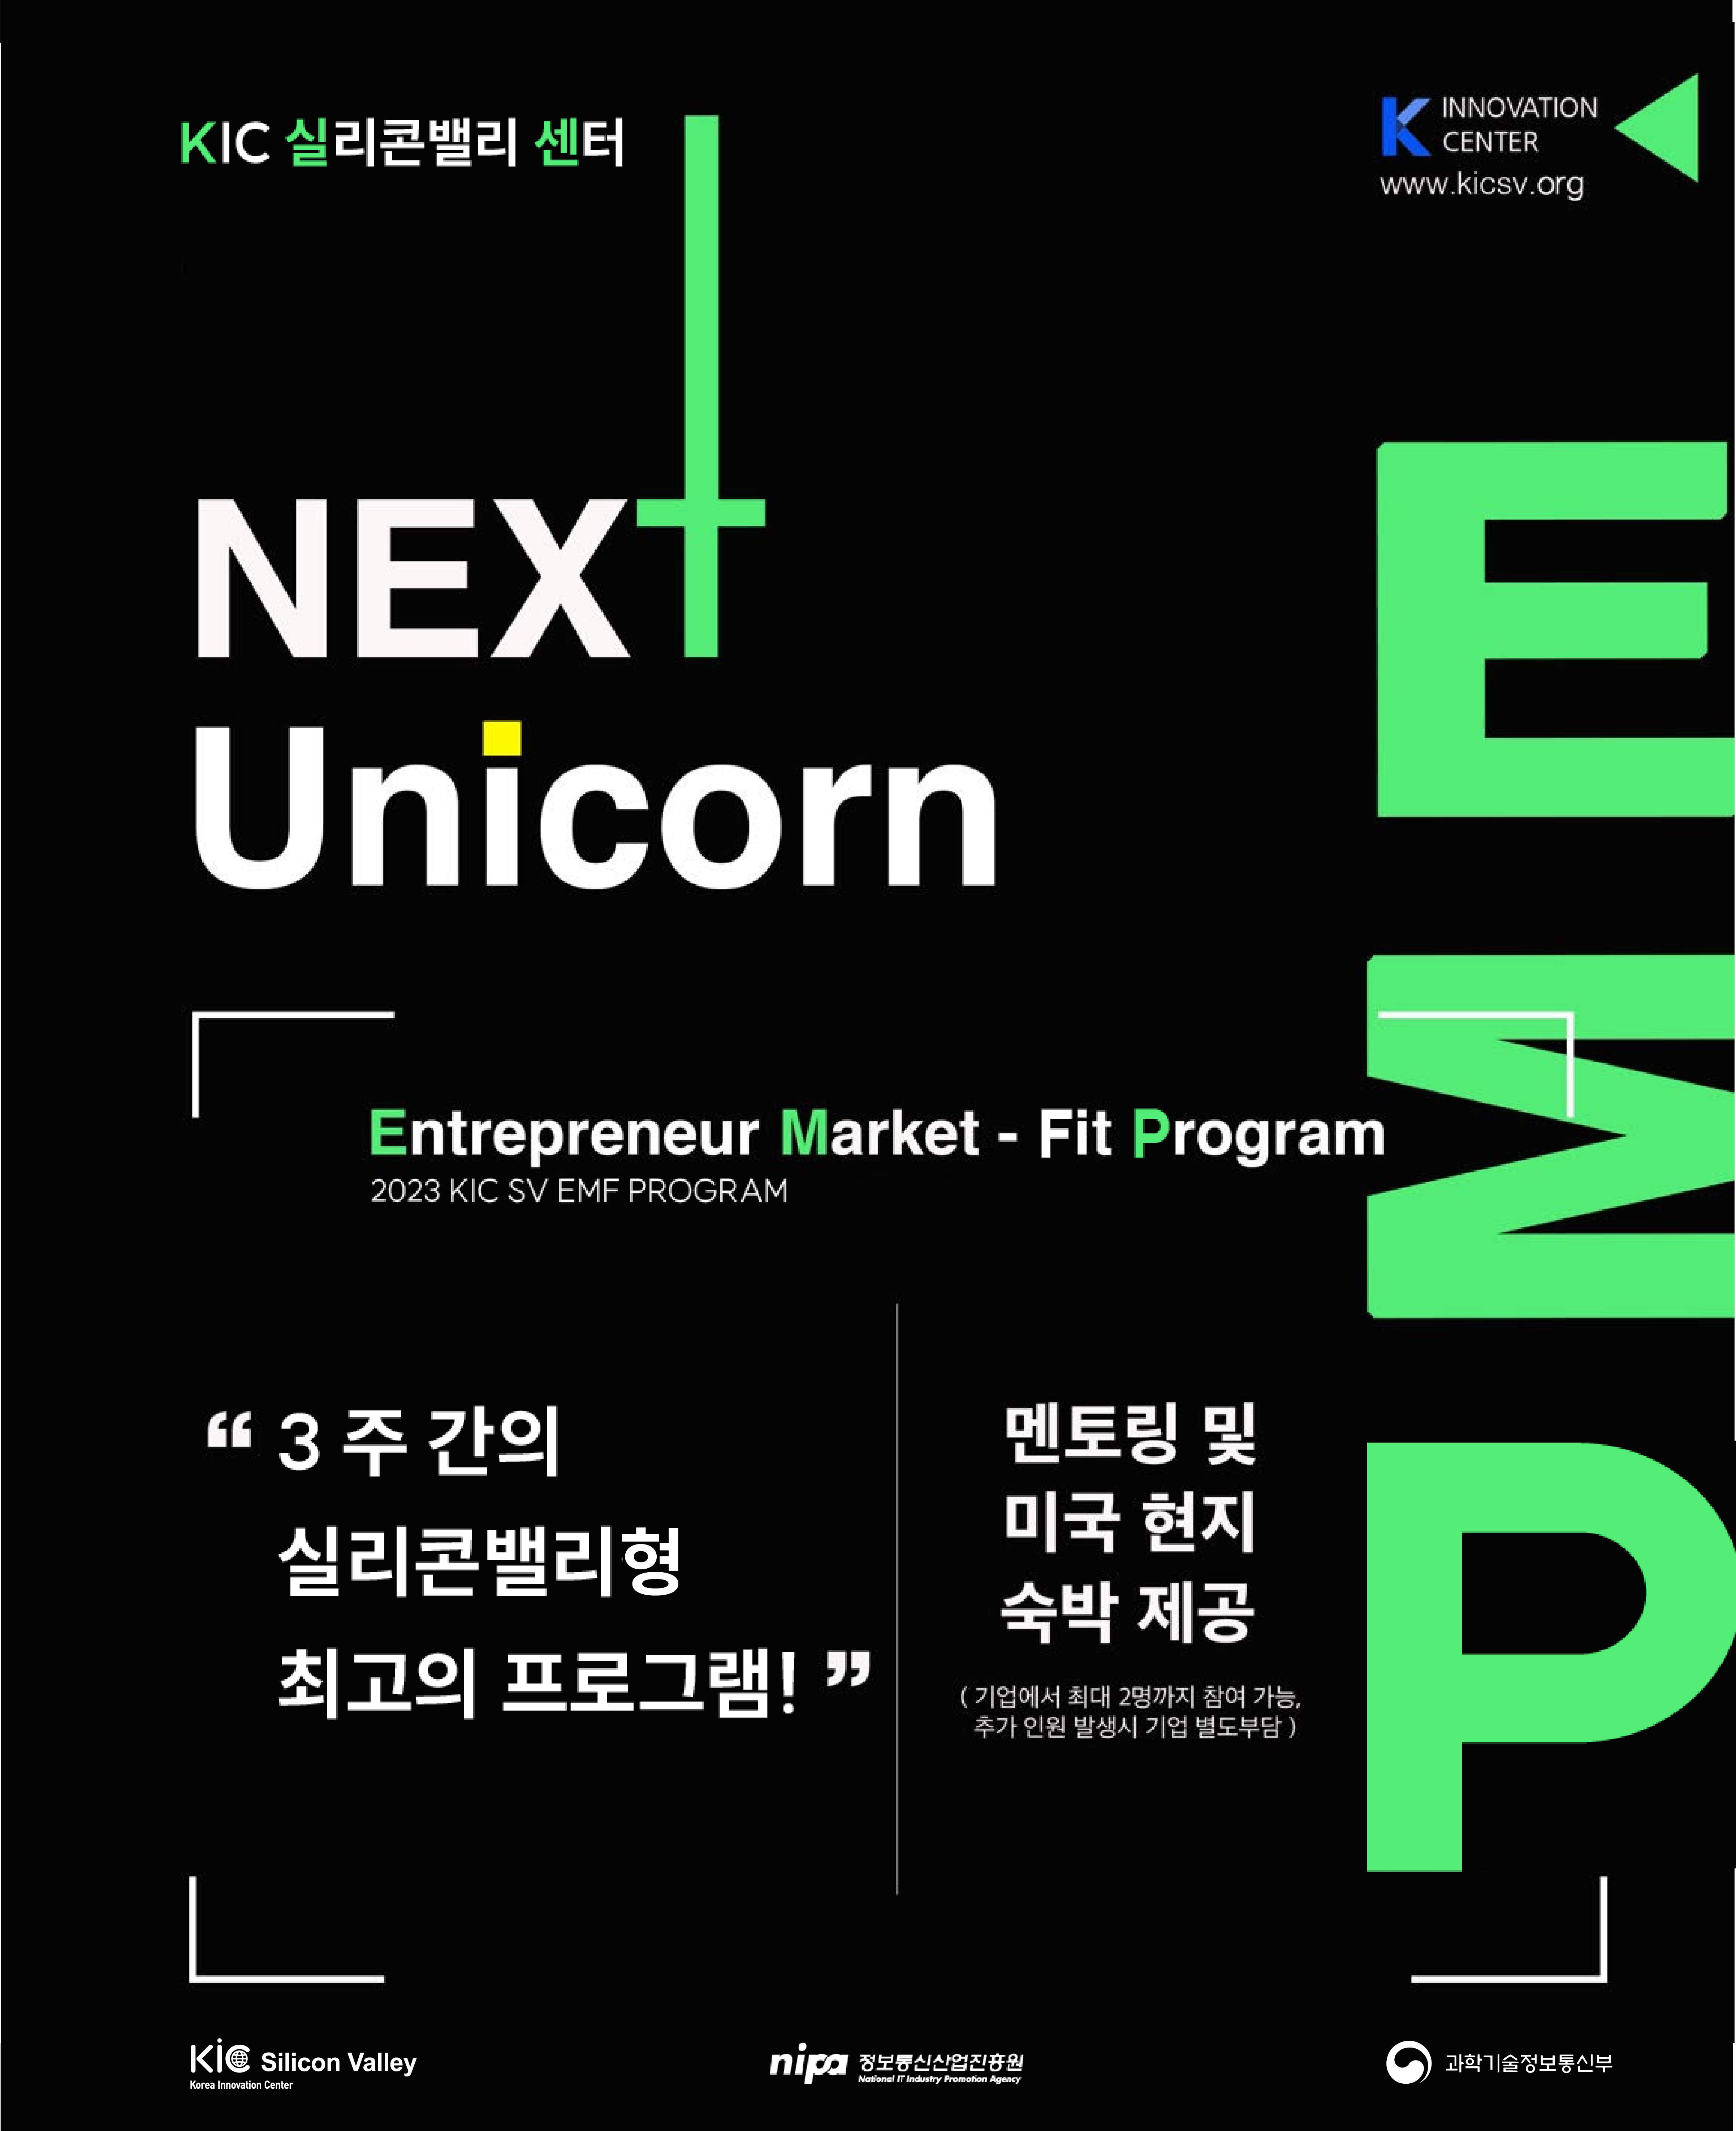 KIC 실리콘밸리 센터
INNOVATION
CENTER
www.kicsv.org
NEXt
Unicorn
EMP
Entrepreneur Market - Fit Program
2023 KIC SV EMF PROGRAM
“ 3 주 간의
실리콘밸리형
최고의 프로그램! ”
멘토링 및
미국 현지
숙박 제공
( 기업에서 최대 2명까지 참여 가능,
추가 인원 발생시 기업 별도부담 )
KIC Silicon Valley
Korea Innovation Center
nipa 정보통신산업진흥원
National IT Industry Promotion Agency
과학기술정보통신부